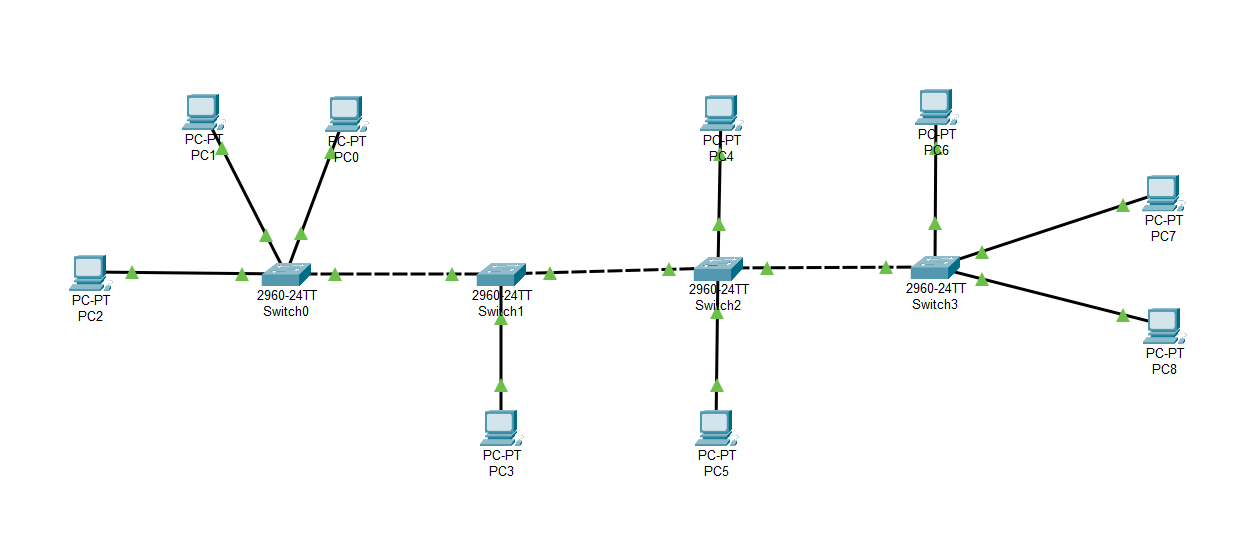 PC-PT
PC1
PC-PT
PC0
PC-PT
PC4
PC-PT
PC6
PC-PT
PC7
PC-PT
PC2
2960-24TT
Switch0
2960-24TT
Switch1
2960-24TT
Switch2
2960-24TT
Switch3
PC-PT
PC8
PC-PT
PC3
PC-PT
PC5